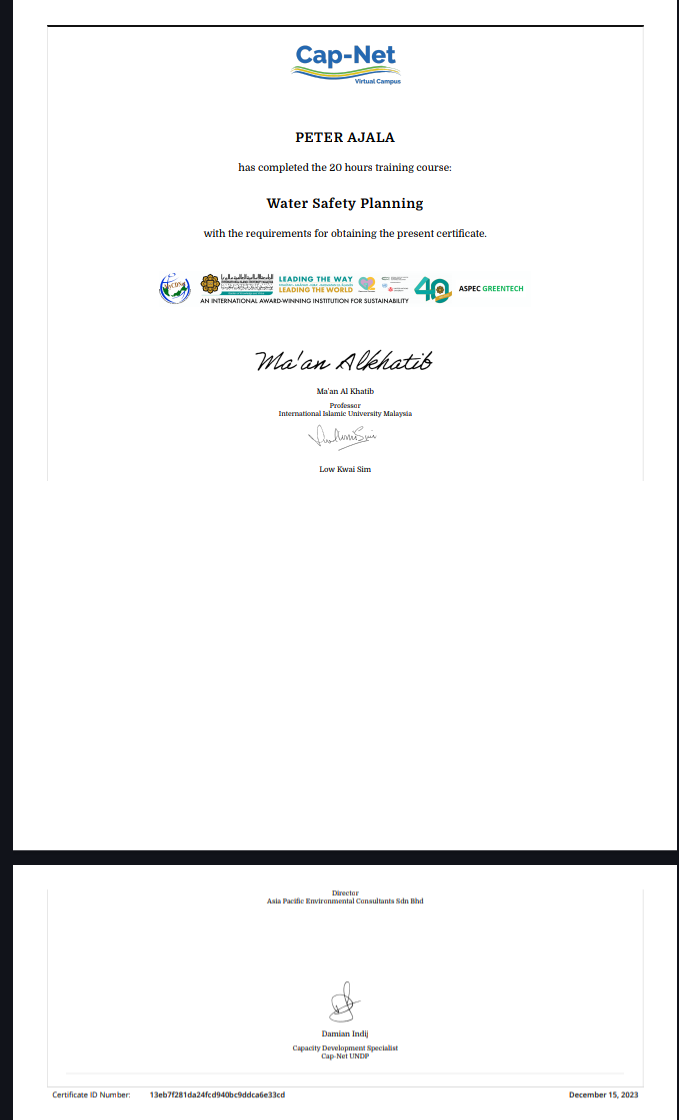 Cap-Net
Virtual Campus
PETER AJALA
has completed the 20 hours training course:
Water Safety Planning
with the requirements for obtaining the present certificate.
LEADING THE WAY
LEADING THE WORLD
40
ASPEC GREENTECH
AN INTERNATIONAL AWARD-WINNING INSTITUTION FOR SUSTAINABILITY
Ma'an Alkhatib
Ma'an Al Khatib
Professor
International Islamic University Malaysia
Low Kwai Sim
Director
Asia Pacific Environmental Consultants Sdn Bhd
Damian Indij
Capacity Development Specialist
Cap-Net UNDP
Certificate ID Number: 13eb7f281da24fcd940bc9ddca6e33cd December 15, 2023